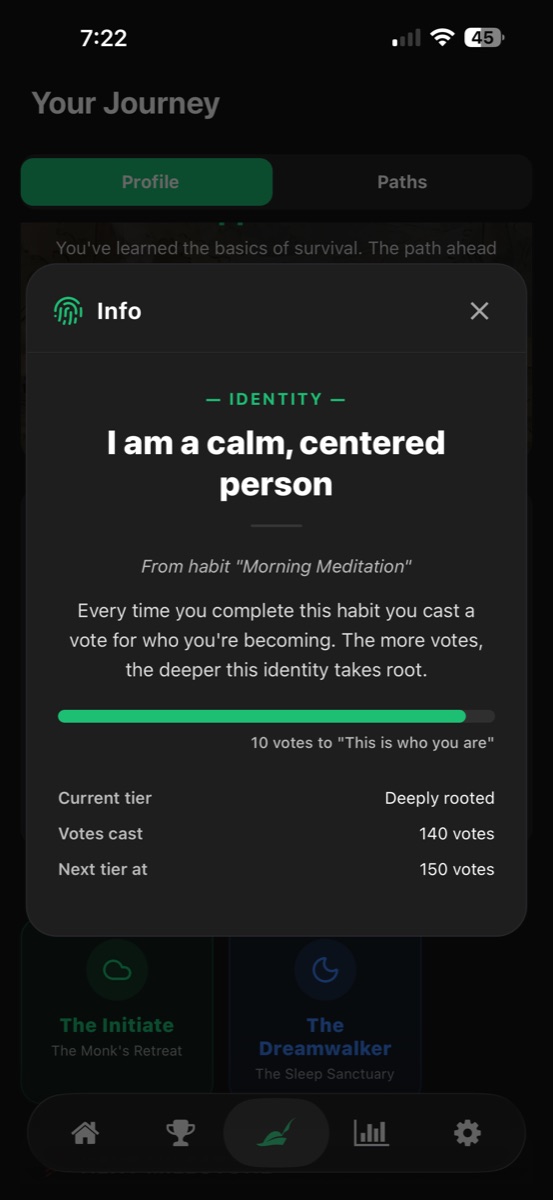 7:22
45
Your Journey
Profile
Paths
You've learned the basics of survival. The path ahead
Info
— IDENTITY —
I am a calm, centered
person
From habit "Morning Meditation"
Every time you complete this habit you cast a
vote for who you're becoming. The more votes,
the deeper this identity takes root.
10 votes to "This is who you are"
Current tier
Deeply rooted
Votes cast
140 votes
Next tier at
150 votes
The Initiate
The Monk's Retreat
The
Dreamwalker
The Sleep Sanctuary